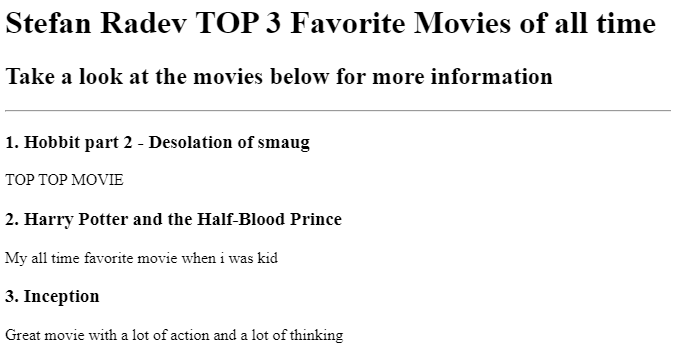 Stefan Radev TOP 3 Favorite Movies of all time
Take a look at the movies below for more information
1. Hobbit part 2 - Desolation of smaug
TOP TOP MOVIE
2. Harry Potter and the Half-Blood Prince
My all time favorite movie when i was kid
3. Inception
Great movie with a lot of action and a lot of thinking